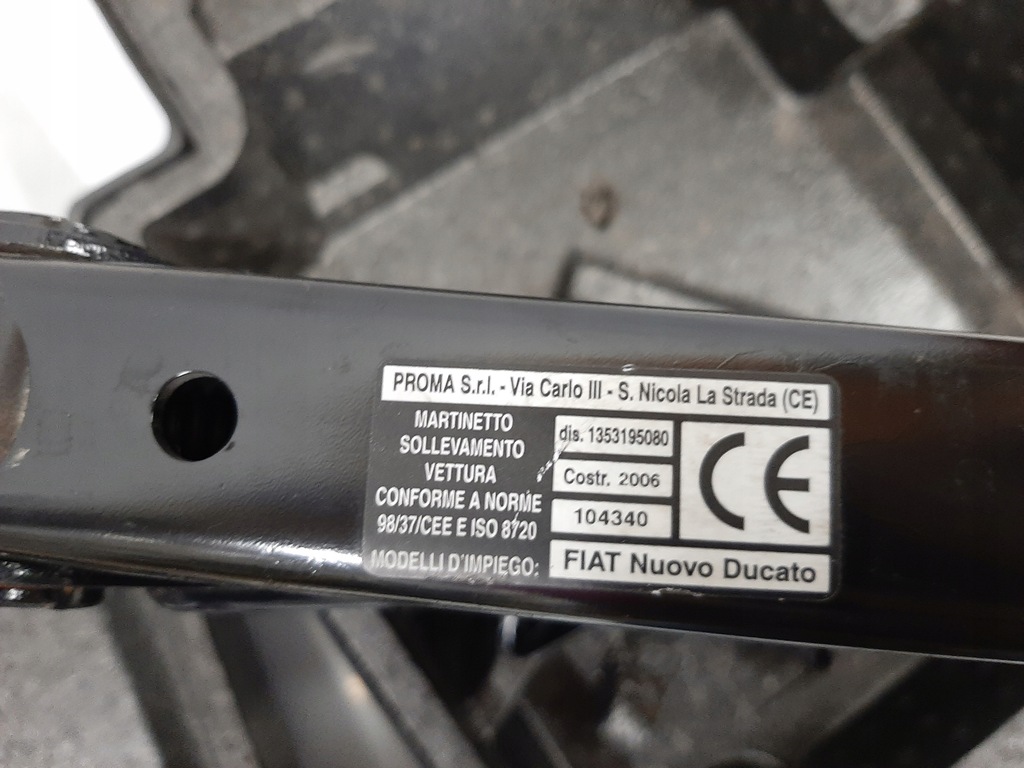 PROMA S.r.l. - Via Carlo III - S. Nicola La Strada (CE)
MARTINETTO
SOLLEVAMENTO
VETTURA
CONFORME A NORME
98/37/CEE E ISO 8720
dis. 1353195080
Costr. 2006
104340
CE
MODELLI D'IMPIEGO:
FIAT Nuovo Ducato